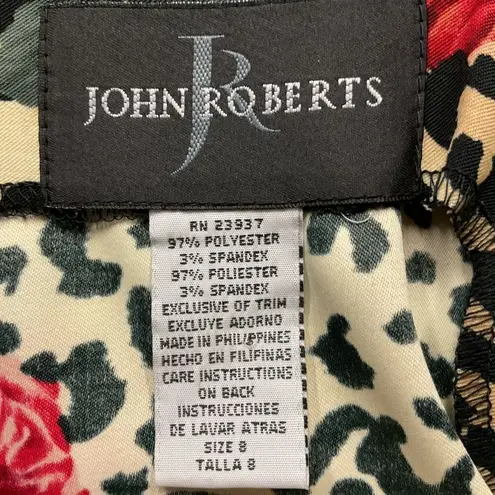 JR
JOHN ROBERTS
RN 23937
97% POLYESTER
3% SPANDEX
97% POLIESTER
3% SPANDEX
EXCLUSIVE OF TRIM
EXCLUYE ADORNO
MADE IN PHILIPPINES
HECHO EN FILIPINAS
CARE INSTRUCTIONS
ON BACK
INSTRUCCIONES
DE LAVAR ATRAS
SIZE 8
TALLA 8